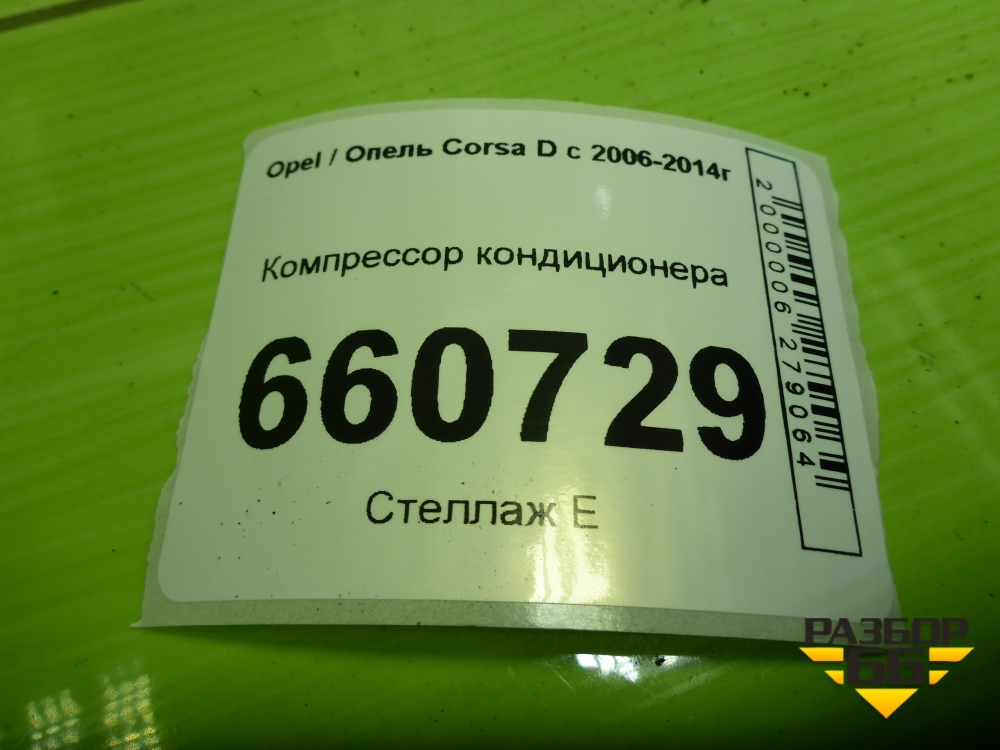 Opel / Опель Corsa D с 2006-2014г
Компрессор кондиционера
660729
Стеллаж Е
2000006279064
РАЗБОР
66